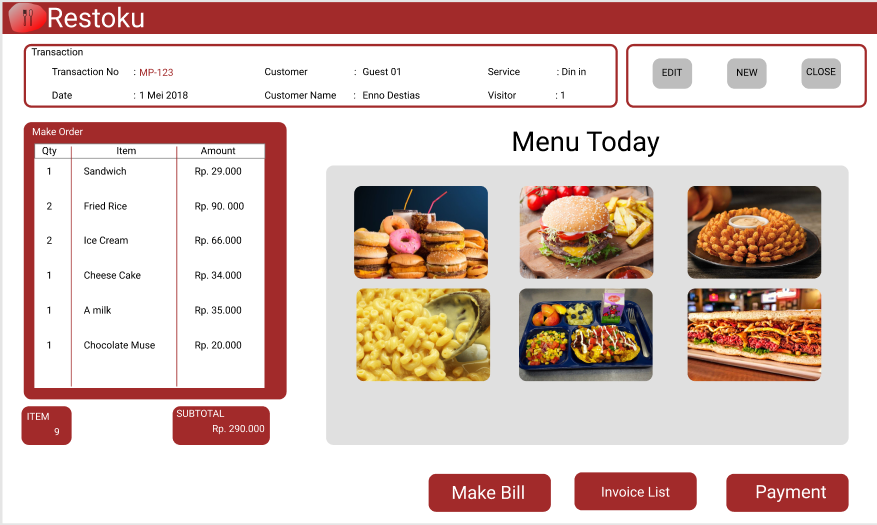 Restoku
Transaction
Transaction No : MP-123 Customer : Guest 01 Service : Din in
Date : 1 Mei 2018 Customer Name : Enno Destias Visitor : 1
EDIT NEW CLOSE
Make Order
Qty Item Amount
1 Sandwich Rp. 29.000
2 Fried Rice Rp. 90. 000
2 Ice Cream Rp. 66.000
1 Cheese Cake Rp. 34.000
1 A milk Rp. 35.000
1 Chocolate Muse Rp. 20.000
ITEM
9
SUBTOTAL
Rp. 290.000
Menu Today
Make Bill Invoice List Payment